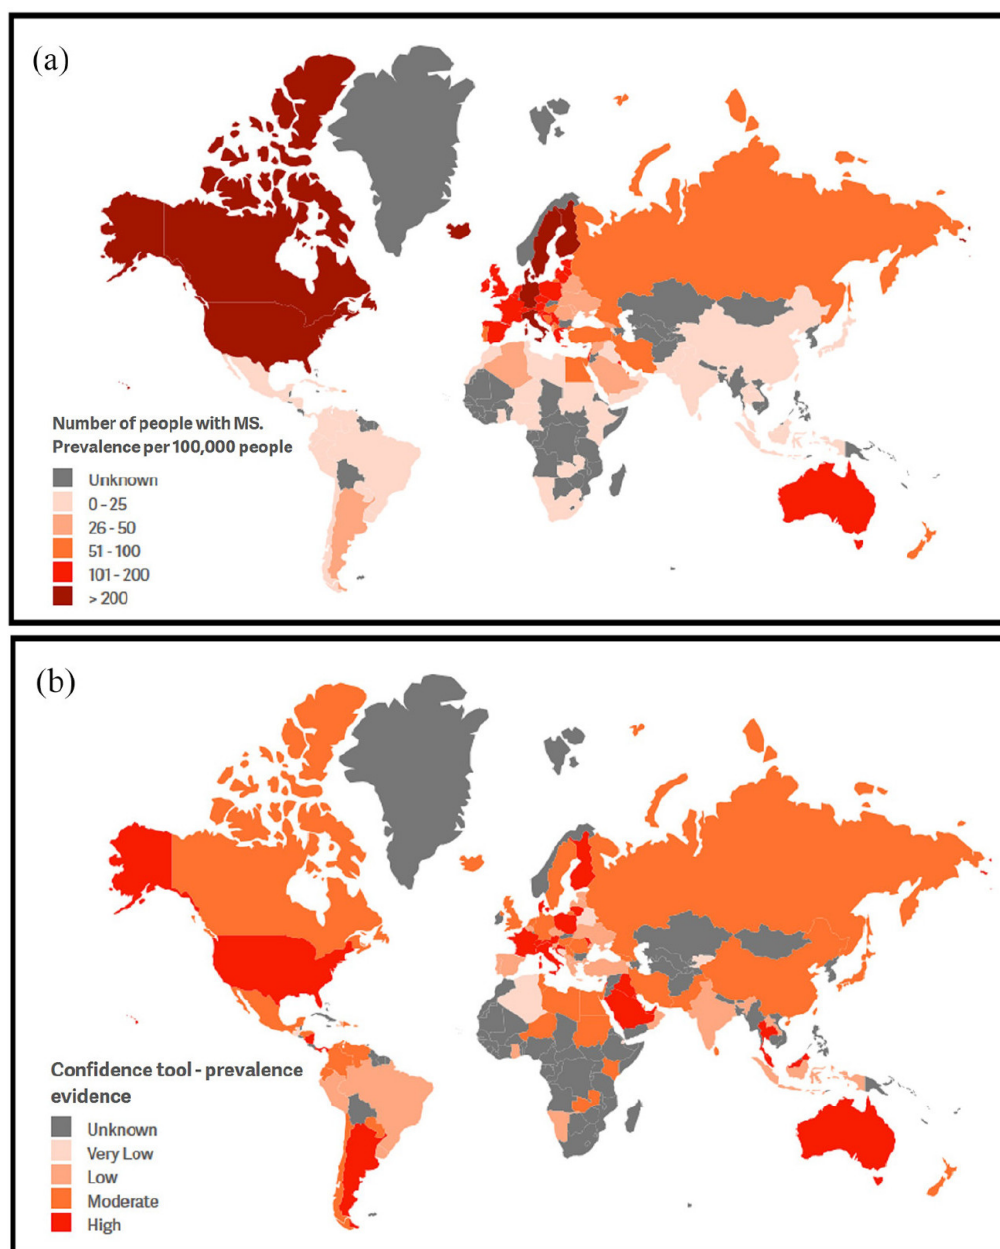 (a)
Number of people with MS.
Prevalence per 100,000 people
Unknown
0 - 25
26 - 50
51 - 100
101 - 200
> 200
(b)
Confidence tool - prevalence
evidence
Unknown
Very Low
Low
Moderate
High